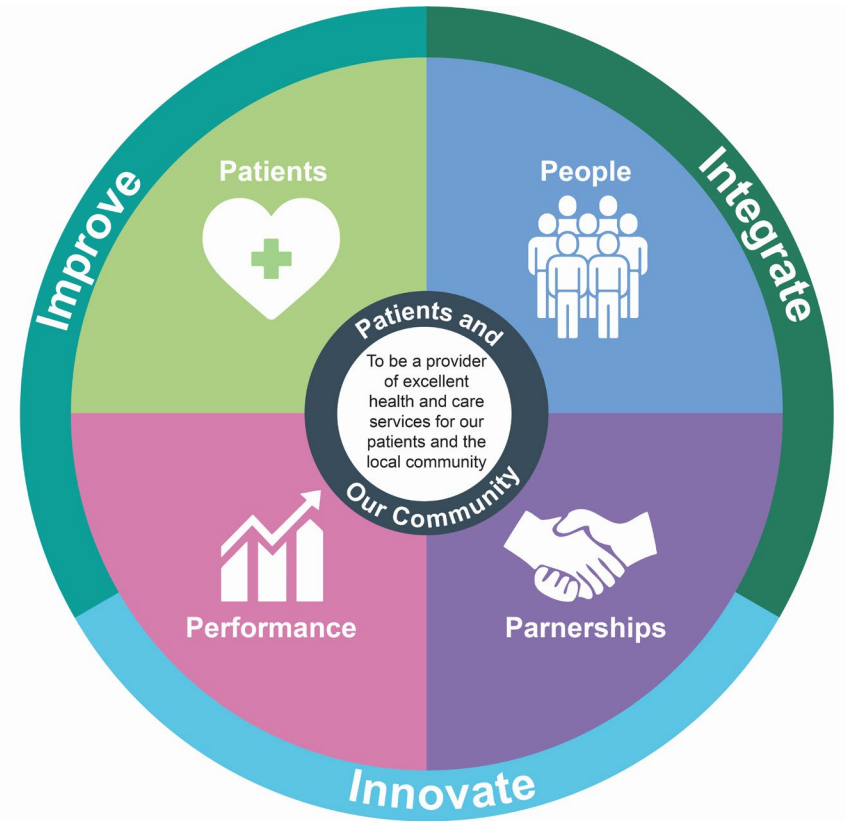 Improve
Integrate
Patients
People
Patients and
To be a provider
of excellent
health and care
services for our
patients and the
local community
Our Community
Performance
Parnerships
Innovate